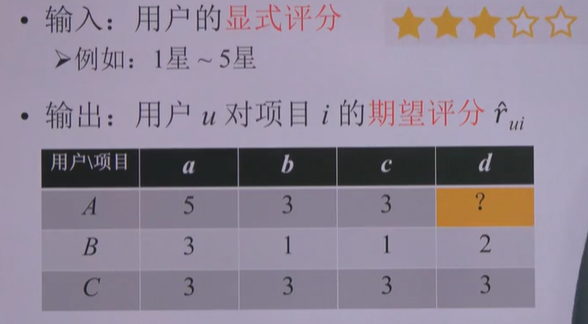 • 输入：用户的显式评分
➢例如：1星 ~ 5星
• 输出：用户 u 对项目 i 的期望评分 r̂ui
用户\项目 a b c d
A 5 3 3 ?
B 3 1 1 2
C 3 3 3 3